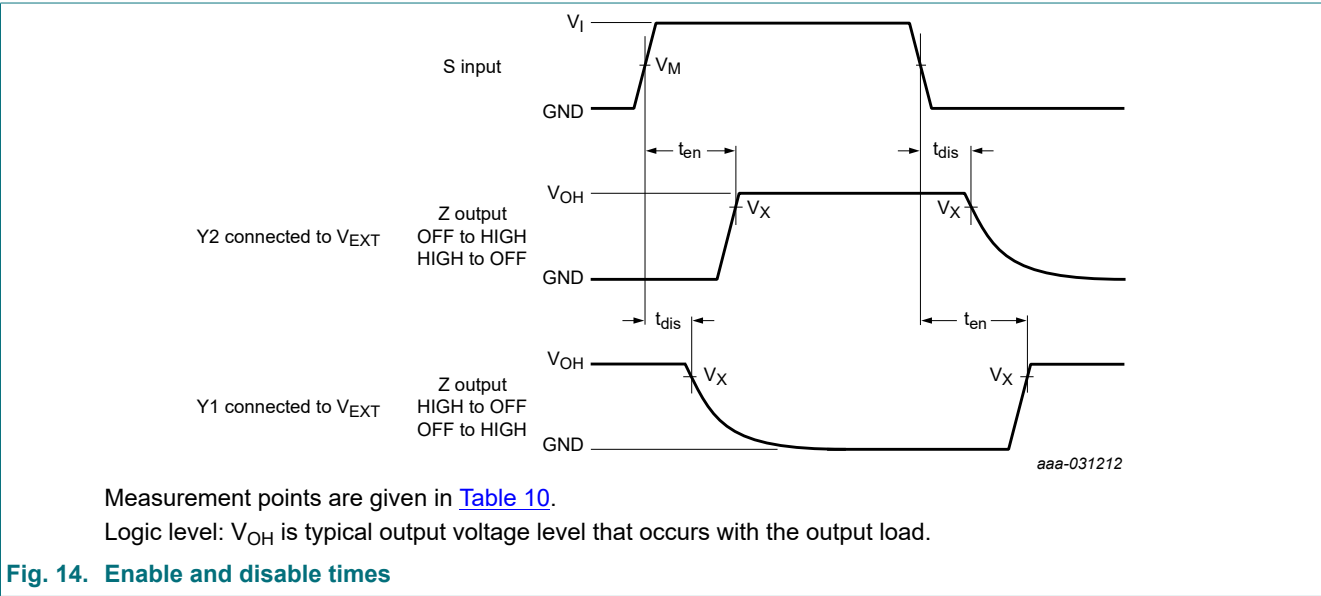 V_I
S input
V_M
GND
t_en
t_dis
V_OH
Z output
Y2 connected to V_EXT
OFF to HIGH
HIGH to OFF
V_X
V_X
GND
t_dis
t_en
V_OH
Z output
Y1 connected to V_EXT
HIGH to OFF
OFF to HIGH
V_X
V_X
GND
aaa-031212
Measurement points are given in Table 10.
Logic level: V_OH is typical output voltage level that occurs with the output load.
Fig. 14. Enable and disable times